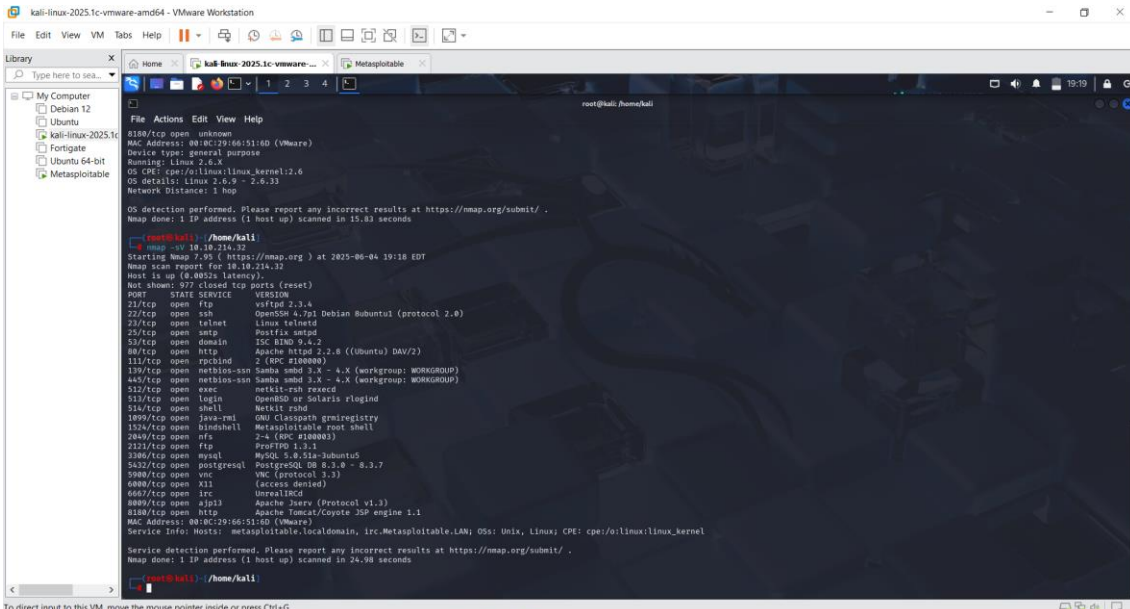 kali-linux-2025.1c-vmware-amd64 - VMware Workstation
File Edit View VM Tabs Help
Library
Type here to sea...
My Computer
Debian 12
Ubuntu
kali-linux-2025.1c
Fortigate
Ubuntu 64-bit
Metasploitable
Home
kali-linux-2025.1c-vmware-...
Metasploitable
1 2 3 4
19:19
root@kali: /home/kali
File Actions Edit View Help
8180/tcp open unknown
MAC Address: 00:0C:29:66:51:6D (VMware)
Device type: general purpose
Running: Linux 2.6.X
OS CPE: cpe:/o:linux:linux_kernel:2.6
OS details: Linux 2.6.9 - 2.6.33
Network Distance: 1 hop
OS detection performed. Please report any incorrect results at https://nmap.org/submit/ .
Nmap done: 1 IP address (1 host up) scanned in 15.83 seconds
(root㉿kali)-[/home/kali]
# nmap -sV 10.10.214.32
Starting Nmap 7.95 ( https://nmap.org ) at 2025-06-04 19:18 EDT
Nmap scan report for 10.10.214.32
Host is up (0.0052s latency).
Not shown: 977 closed tcp ports (reset)
PORT STATE SERVICE VERSION
21/tcp open ftp vsftpd 2.3.4
22/tcp open ssh OpenSSH 4.7p1 Debian 8ubuntu1 (protocol 2.0)
23/tcp open telnet Linux telnetd
25/tcp open smtp Postfix smtpd
53/tcp open domain ISC BIND 9.4.2
80/tcp open http Apache httpd 2.2.8 ((Ubuntu) DAV/2)
111/tcp open rpcbind 2 (RPC #100000)
139/tcp open netbios-ssn Samba smbd 3.X - 4.X (workgroup: WORKGROUP)
445/tcp open netbios-ssn Samba smbd 3.X - 4.X (workgroup: WORKGROUP)
512/tcp open exec netkit-rsh rexecd
513/tcp open login OpenBSD or Solaris rlogind
514/tcp open shell Netkit rshd
1099/tcp open java-rmi GNU Classpath grmiregistry
1524/tcp open bindshell Metasploitable root shell
2049/tcp open nfs 2-4 (RPC #100003)
2121/tcp open ftp ProFTPD 1.3.1
3306/tcp open mysql MySQL 5.0.51a-3ubuntu5
5432/tcp open postgresql PostgreSQL DB 8.3.0 - 8.3.7
5900/tcp open vnc VNC (protocol 3.3)
6000/tcp open X11 (access denied)
6667/tcp open irc UnrealIRCd
8009/tcp open ajp13 Apache Jserv (Protocol v1.3)
8180/tcp open http Apache Tomcat/Coyote JSP engine 1.1
MAC Address: 00:0C:29:66:51:6D (VMware)
Service Info: Hosts: metasploitable.localdomain, irc.Metasploitable.LAN; OSs: Unix, Linux; CPE: cpe:/o:linux:linux_kernel
Service detection performed. Please report any incorrect results at https://nmap.org/submit/ .
Nmap done: 1 IP address (1 host up) scanned in 24.98 seconds
(root㉿kali)-[/home/kali]
#
To direct input to this VM, move the mouse pointer inside or press Ctrl+G.